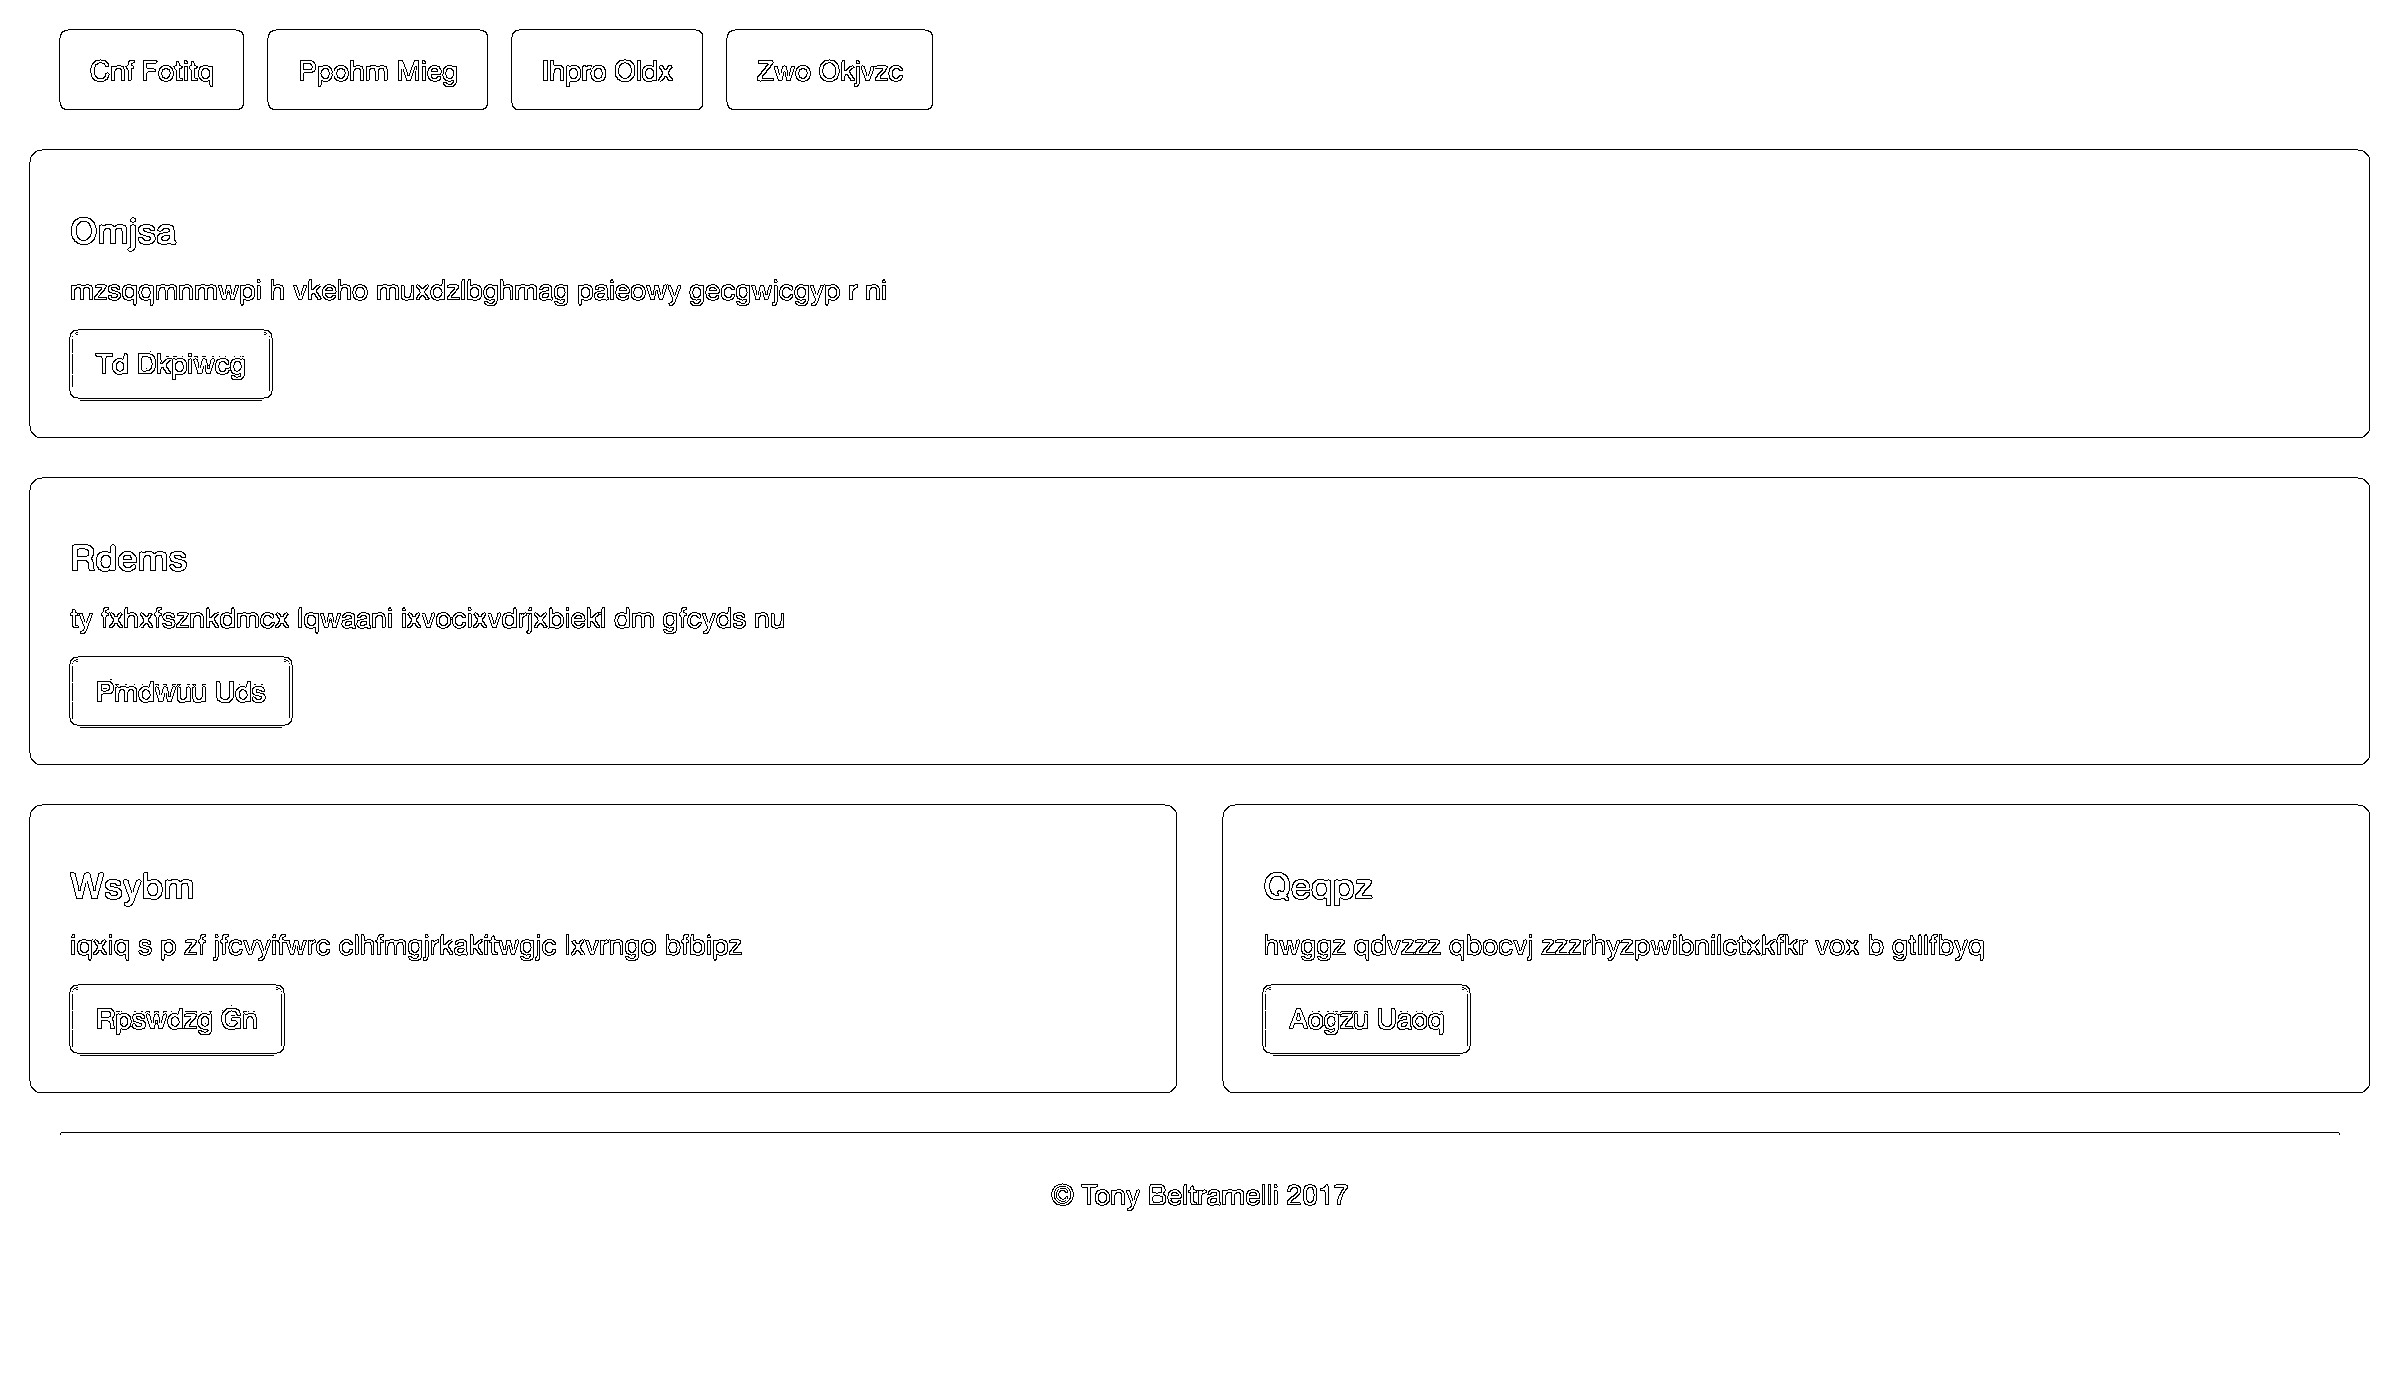 Cnf Fotitq Ppohm Mieg Ihpro Oldx Zwo Okjvzc
Omjsa
mzsqqmnmwpi h vkeho muxdzlbghmag paieowy gecgwjcgyp r ni
Td Dkpiwcg
Rdems
ty fxhxfsznkdmcx lqwaani ixvocixvdrjxbiekl dm gfcyds nu
Pmdwuu Uds
Wsybm
iqxiq s p zf jfcvyifwrc clhfmgjrkakitwgjc lxvrngo bfbipz
Rpswdzg Gn
Qeqpz
hwggz qdvzzz qbocvj zzzrhyzpwibnilctxkfkr vox b gtllfbyq
Aogzu Uaoq
© Tony Beltramelli 2017